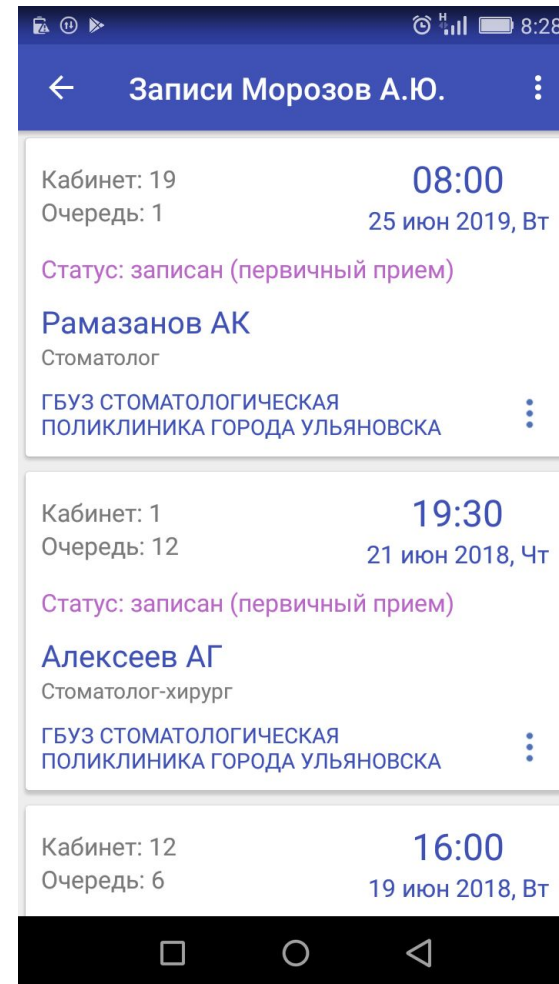 8:28
Записи Морозов А.Ю.
Кабинет: 19
08:00
Очередь: 1
25 июн 2019, Вт
Статус: записан (первичный прием)
Рамазанов АК
Стоматолог
ГБУЗ СТОМАТОЛОГИЧЕСКАЯ
ПОЛИКЛИНИКА ГОРОДА УЛЬЯНОВСКА
Кабинет: 1
19:30
Очередь: 12
21 июн 2018, Чт
Статус: записан (первичный прием)
Алексеев АГ
Стоматолог-хирург
ГБУЗ СТОМАТОЛОГИЧЕСКАЯ
ПОЛИКЛИНИКА ГОРОДА УЛЬЯНОВСКА
Кабинет: 12
16:00
Очередь: 6
19 июн 2018, Вт